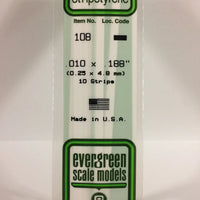 Item No. Loc. Code
108
.010 x .188"
(0.25 x 4.8 mm)
10 Strips
Made in U.S.A.
evergreen
scale models